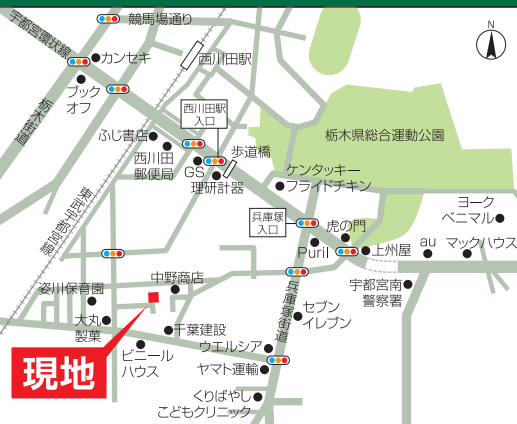 競馬場通り
宇都宮環状線
N
カンセキ
西川田駅
ブック
オフ
栃木街道
西川田駅
入口
ふじ書店
西川田
郵便局
GS
歩道橋
理研計器
栃木県総合運動公園
ケンタッキー
フライドチキン
東武宇都宮線
兵庫塚
入口
虎の門
Puril
上州屋
ヨーク
ベニマル
au
マックハウス
宇都宮南
警察署
中野商店
姿川保育園
大丸
製菓
千葉建設
ビニール
ハウス
兵庫塚街道
セブン
イレブン
ウエルシア
ヤマト運輸
くりばやし
こどもクリニック
現地